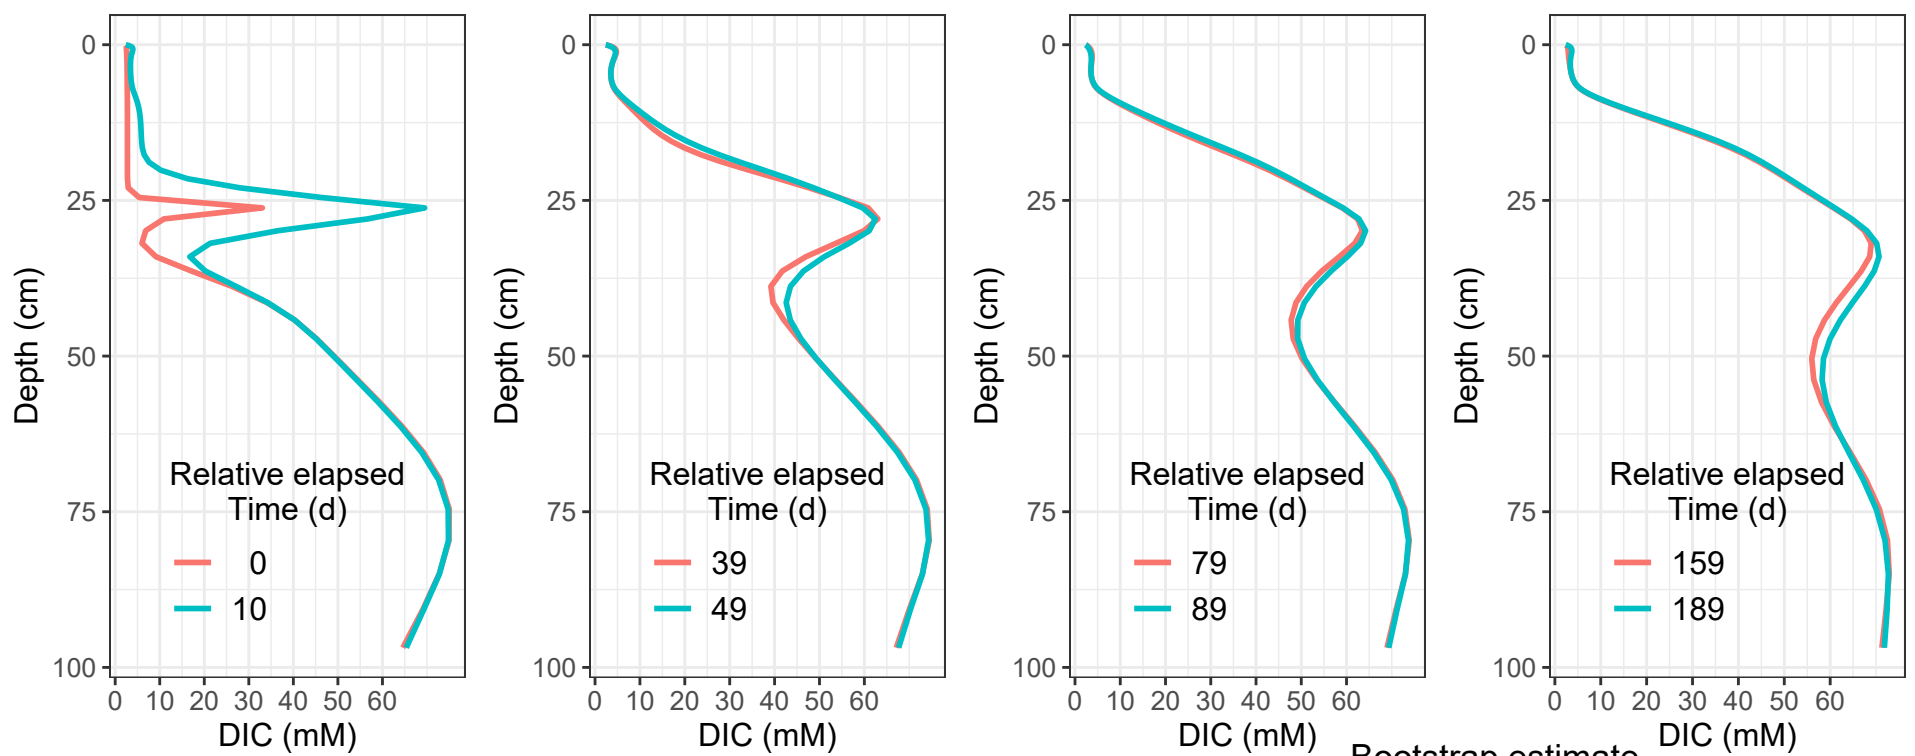 0
25
50
75
100
Depth (cm)
Relative elapsed
Time (d)
0
10
0 10 20 30 40 50 60
DIC (mM)
0
25
50
75
100
Depth (cm)
Relative elapsed
Time (d)
39
49
0 10 20 30 40 50 60
DIC (mM)
0
25
50
75
100
Depth (cm)
Relative elapsed
Time (d)
79
89
0 10 20 30 40 50 60
DIC (mM)
0
25
50
75
100
Depth (cm)
Relative elapsed
Time (d)
159
189
0 10 20 30 40 50 60
DIC (mM)
Bootstrap estimate